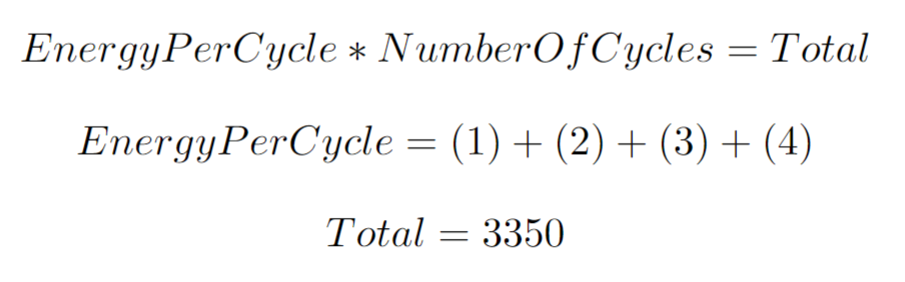 EnergyPerCycle ∗ NumberOfCycles = Total
EnergyPerCycle = (1) + (2) + (3) + (4)
Total = 3350